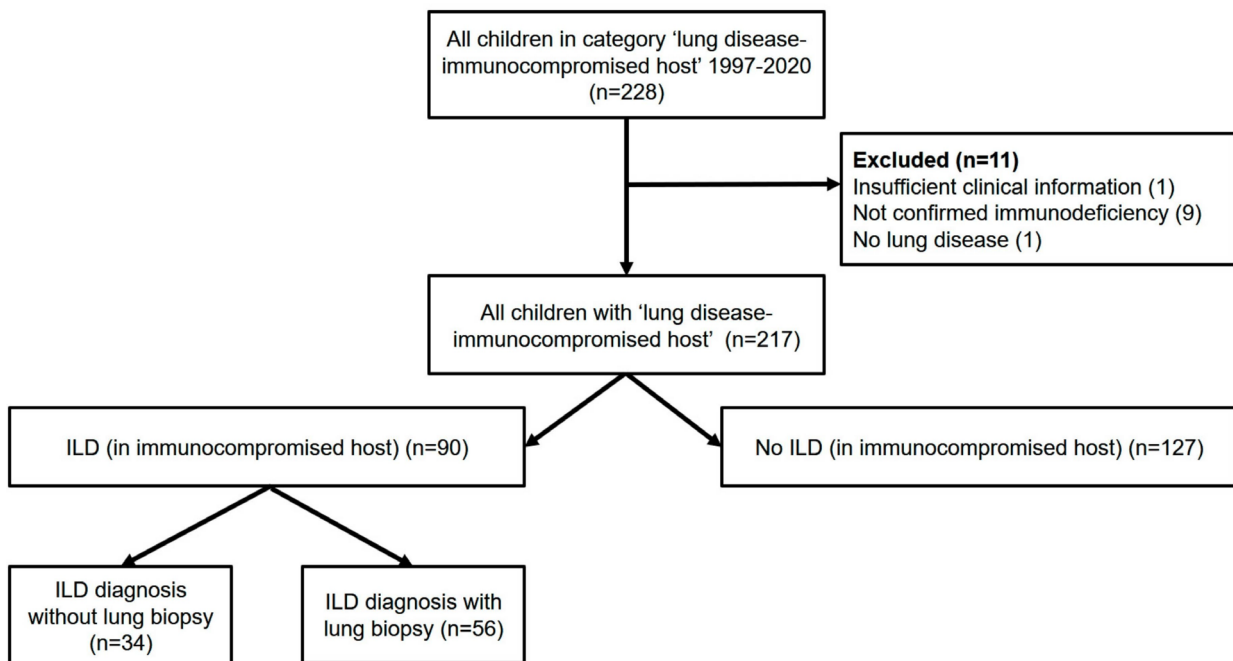 All children in category ‘lung disease-
immunocompromised host’ 1997-2020
(n=228)
Excluded (n=11)
Insufficient clinical information (1)
Not confirmed immunodeficiency (9)
No lung disease (1)
All children with ‘lung disease-
immunocompromised host’ (n=217)
ILD (in immunocompromised host) (n=90)
No ILD (in immunocompromised host) (n=127)
ILD diagnosis
without lung biopsy
(n=34)
ILD diagnosis with
lung biopsy (n=56)